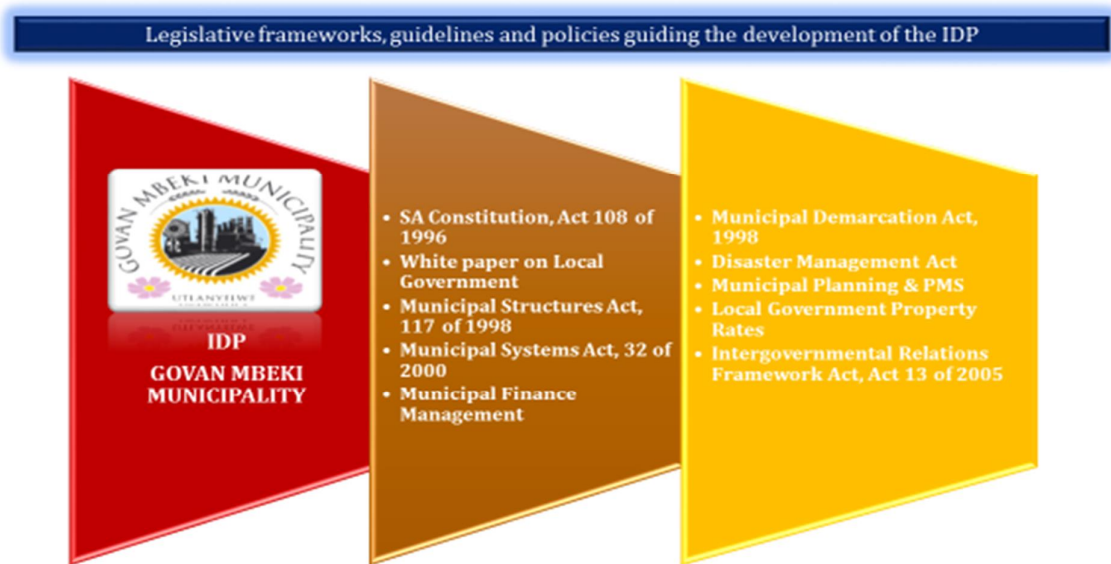 Legislative frameworks, guidelines and policies guiding the development of the IDP
GOVAN MBEKI MUNICIPALITY
IDP
GOVAN MBEKI
MUNICIPALITY
• SA Constitution, Act 108 of
1996
• White paper on Local
Government
• Municipal Structures Act,
117 of 1998
• Municipal Systems Act, 32 of
2000
• Municipal Finance
Management
• Municipal Demarcation Act,
1998
• Disaster Management Act
• Municipal Planning & PMS
• Local Government Property
Rates
• Intergovernmental Relations
Framework Act, Act 13 of 2005